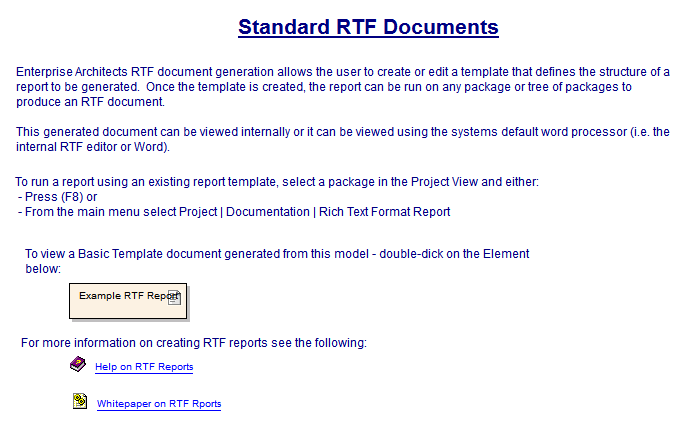 Standard RTF Documents
Enterprise Architects RTF document generation allows the user to create or edit a template that defines the structure of a
report to be generated.  Once the template is created, the report can be run on any package or tree of packages to
produce an RTF document.
This generated document can be viewed internally or it can be viewed using the systems default word processor (i.e. the
internal RTF editor or Word).
To run a report using an existing report template, select a package in the Project View and either:
- Press (F8) or
- From the main menu select Project | Documentation | Rich Text Format Report
To view a Basic Template document generated from this model - double-dick on the Element
below:
Example RTF Report
For more information on creating RTF reports see the following:
Help on RTF Reports
Whitepaper on RTF Rports